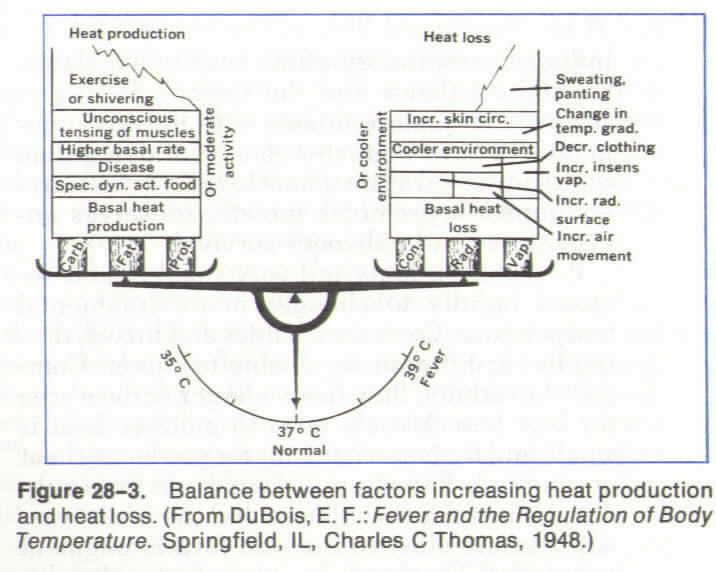 Heat production
Exercise
or shivering
Unconscious
tensing of muscles
Higher basal rate
Disease
Spec. dyn. act. food
Basal heat
production
Or moderate
activity
Carb.
Fat
Prot.
Heat loss
Or cooler
environment
Incr. skin circ.
Cooler environment
Basal heat
loss
Con.
Rad.
Vap.
Sweating,
panting
Change in
temp. grad.
Decr. clothing
Incr. insens
vap.
Incr. rad.
surface
Incr. air
movement
35° C
37° C
Normal
39° C
Fever
Figure 28–3. Balance between factors increasing heat production
and heat loss. (From DuBois, E. F.: Fever and the Regulation of Body
Temperature. Springfield, IL, Charles C Thomas, 1948.)